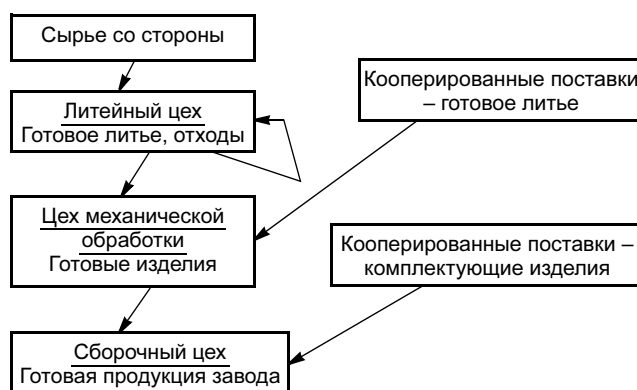 Сырье со стороны
Литейный цех
Готовое литье, отходы
Кооперированные поставки
– готовое литье
Цех механической
обработки
Готовые изделия
Кооперированные поставки –
комплектующие изделия
Сборочный цех
Готовая продукция завода